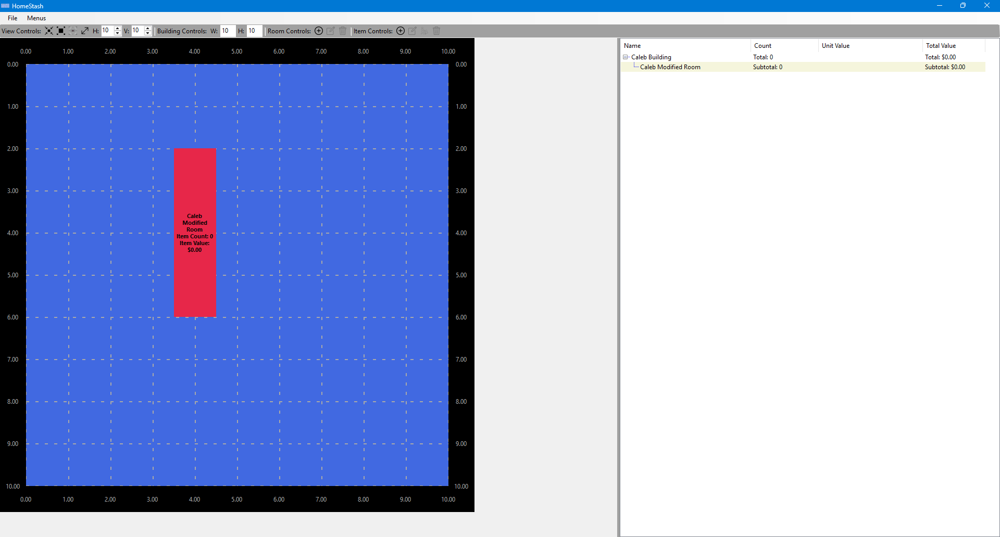 HomeStash
File Menus
View Controls: H: 10 V: 10 Building Controls: W: 10 H: 10 Room Controls: Item Controls:
0.00 1.00 2.00 3.00 4.00 5.00 6.00 7.00 8.00 9.00 10.00
0.00 0.00
1.00 1.00
2.00 2.00
3.00 3.00
Caleb
Modified
Room
4.00 4.00
Item Count: 0
Item Value:
$0.00
5.00 5.00
6.00 6.00
7.00 7.00
8.00 8.00
9.00 9.00
10.00 10.00
0.00 1.00 2.00 3.00 4.00 5.00 6.00 7.00 8.00 9.00 10.00
Name Count Unit Value Total Value
Caleb Building Total: 0 Total: $0.00
Caleb Modified Room Subtotal: 0 Subtotal: $0.00